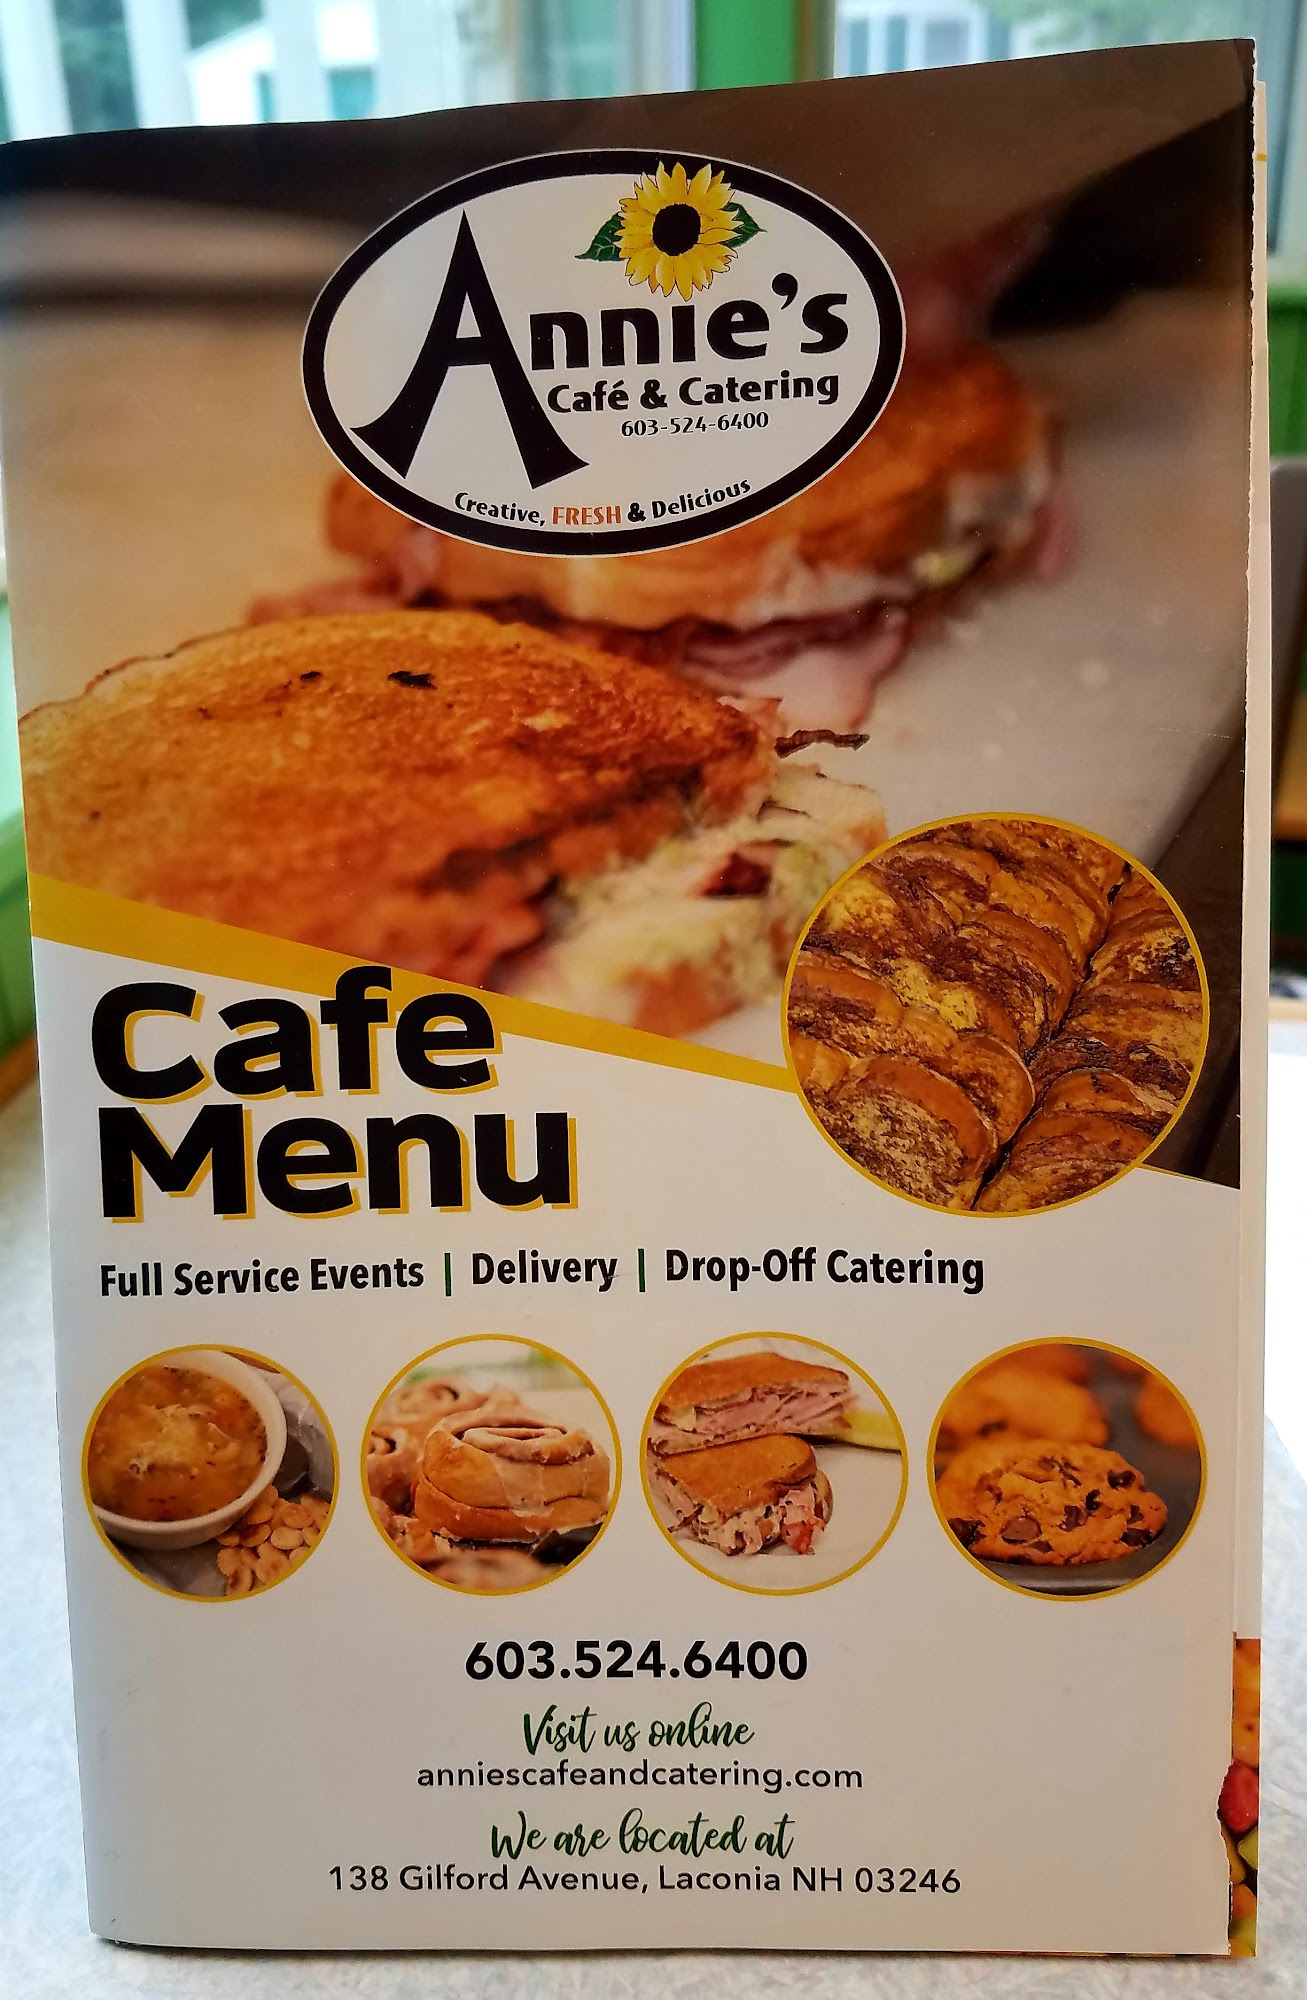 Annie's
Café & Catering
603-524-6400
Creative, FRESH & Delicious
Cafe
Menu
Full Service Events | Delivery | Drop-Off Catering
603.524.6400
Visit us online
anniescafeandcatering.com
We are located at
138 Gilford Avenue, Laconia NH 03246